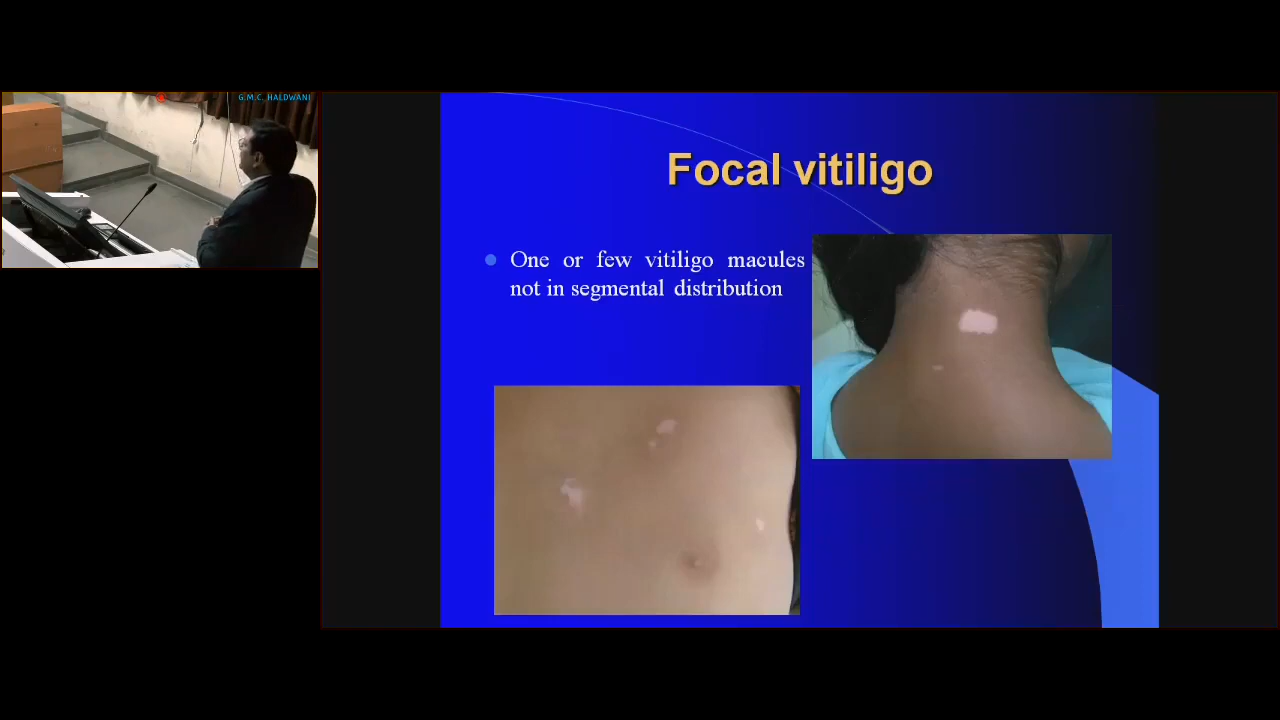 G.M.C. HALDWANI
Focal vitiligo
One or few vitiligo macules
not in segmental distribution